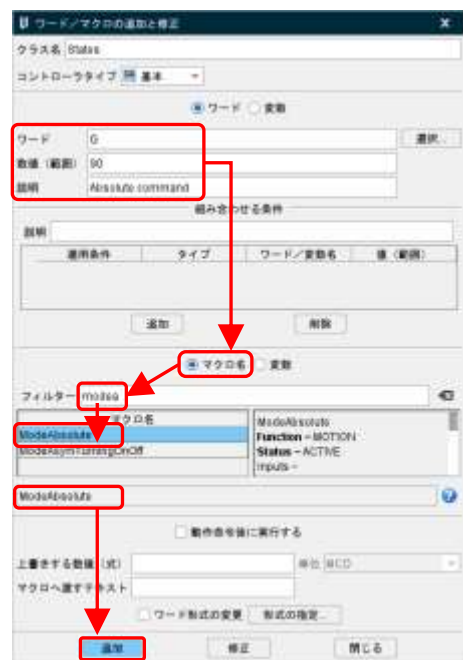 ワード/マクロの追加と修正
クラス名 States
コントローラタイプ 基本
ワード 変数
ワード G 選択...
数値（範囲） 90
説明 Absolute command
組み合わせる条件
説明
適用条件 タイプ ワード/変数名 値（範囲）
追加 削除
マクロ名 変数
フィルター modea
マクロ名
ModeAbsolute
ModeAsymTurningOnOff
ModeAbsolute
Function = MOTION
Status = ACTIVE
Inputs =
ModeAbsolute
動作信号後に実行する
上書きする数値（式） 単位 MCD
マクロへ渡すテキスト
ワード形式の変更 形式の指定...
追加 修正 閉じる